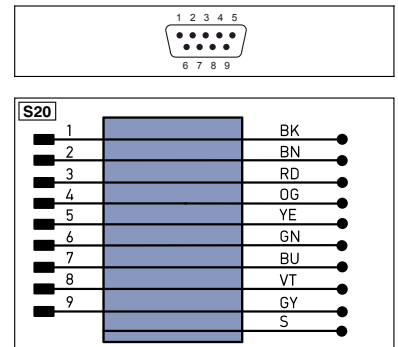 1 2 3 4 5
6 7 8 9
S20
1 BK
2 BN
3 RD
4 OG
5 YE
6 GN
7 BU
8 VT
9 GY
S